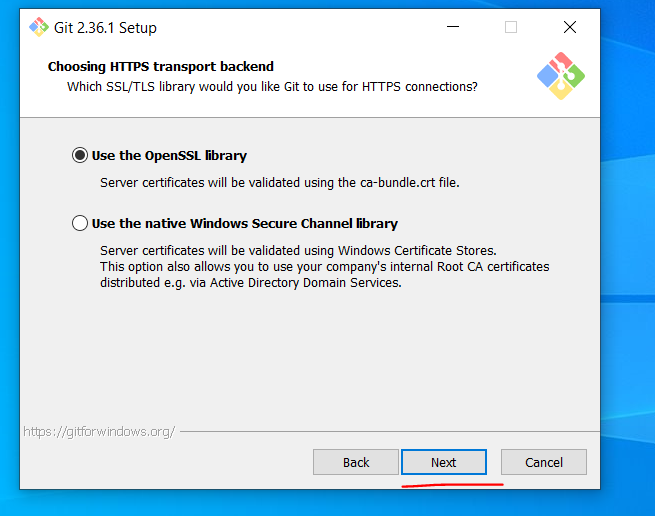 Git 2.36.1 Setup
Choosing HTTPS transport backend
Which SSL/TLS library would you like Git to use for HTTPS connections?
Use the OpenSSL library
Server certificates will be validated using the ca-bundle.crt file.
Use the native Windows Secure Channel library
Server certificates will be validated using Windows Certificate Stores.
This option also allows you to use your company's internal Root CA certificates
distributed e.g. via Active Directory Domain Services.
https://gitforwindows.org/
Back Next Cancel